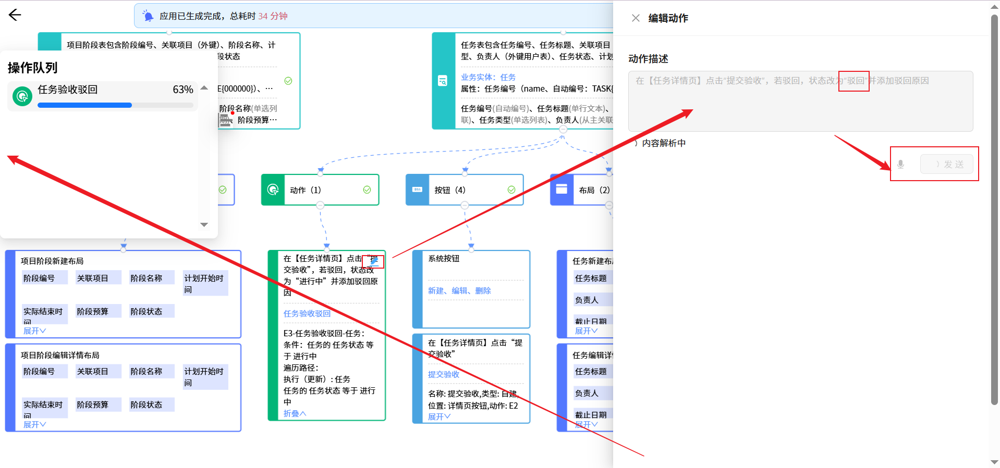 应用已生成完成，总耗时 34 分钟
项目阶段表包含阶段编号、关联项目（外键）、阶段名称、计
段状态
E{000000})、…
阶段名称(单选列
期)、阶段预算…
操作队列
任务验收驳回 63%
任务表包含任务编号、任务标题、关联项目
型、负责人（外键用户表）、任务状态、计划
业务实体：任务
属性：任务编号（name、自动编号：TASK{
任务编号(自动编号)、任务标题(单行文本)、
联)、任务类型(单选列表)、负责人(从主关联
动作（1）
Btn
按钮（4）
布局（2）
项目阶段新建布局
阶段编号 关联项目 阶段名称 计划开始时
间
实际结束时 阶段预算 阶段状态
间
展开
项目阶段编辑详情布局
阶段编号 关联项目 阶段名称 计划开始时
间
实际结束时 阶段预算 阶段状态
间
展开
在【任务详情页】点击“提
交验收”，若驳回，状态改
为“进行中”并添加驳回原
因
任务验收驳回
E3-任务验收驳回-任务：
条件：任务的 任务状态 等
于 进行中
遍历路径：
执行（更新）: 任务
任务的 任务状态 等于 进行
中
折叠
系统按钮
新建、编辑、删除
在【任务详情页】点击“提
交验收”
提交验收
名称: 提交验收,类型: 自建,
位置: 详情页按钮,动作: E2
展开
任务新建布局
任务标题
负责人
截止日期
展开
任务编辑详情
任务标题
负责人
截止日期
展开
编辑动作
动作描述
在【任务详情页】点击“提交验收”，若驳回，状态改为“驳回”并添加驳回原因
内容解析中
发 送